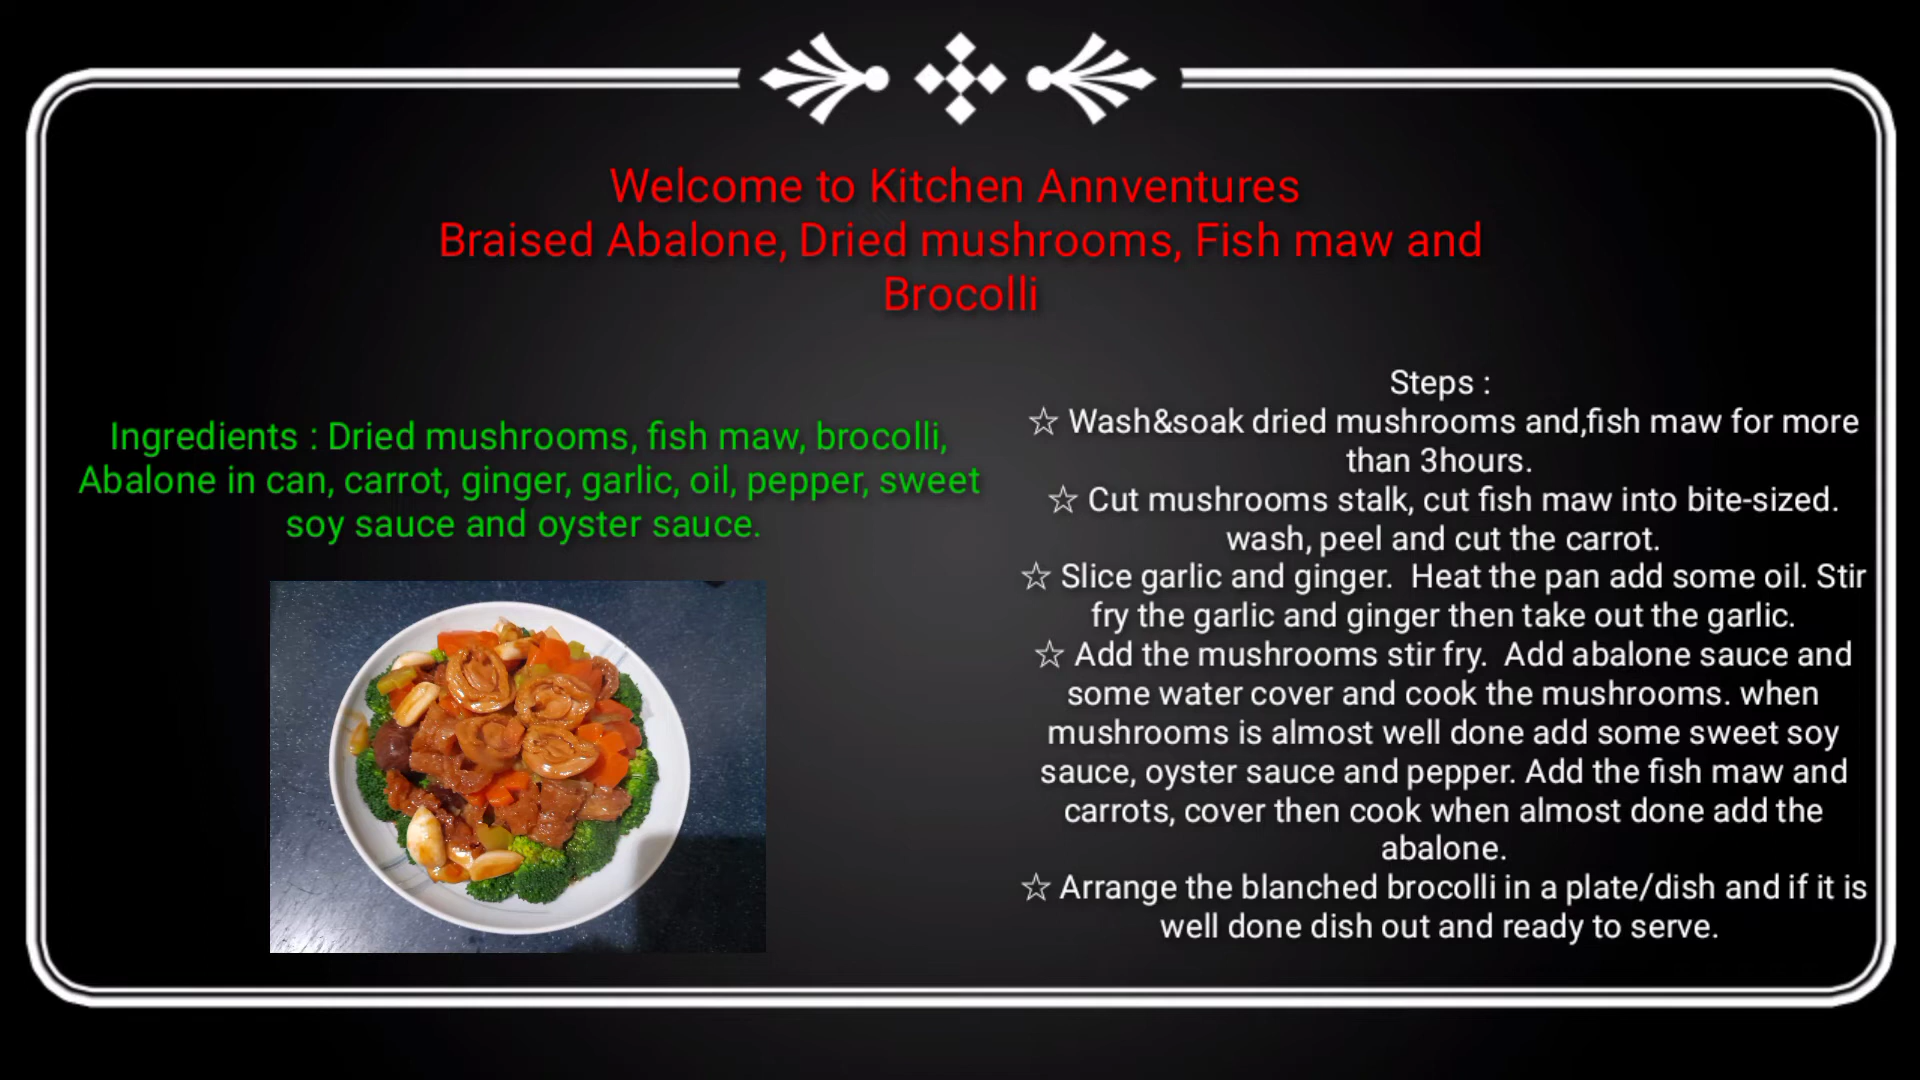 Welcome to Kitchen Annventures
Braised Abalone, Dried mushrooms, Fish maw and
Brocolli
Ingredients : Dried mushrooms, fish maw, brocolli,
Abalone in can, carrot, ginger, garlic, oil, pepper, sweet
soy sauce and oyster sauce.
Steps :
☆ Wash&soak dried mushrooms and,fish maw for more
than 3hours.
☆ Cut mushrooms stalk, cut fish maw into bite-sized.
wash, peel and cut the carrot.
☆ Slice garlic and ginger.  Heat the pan add some oil. Stir
fry the garlic and ginger then take out the garlic.
☆ Add the mushrooms stir fry.  Add abalone sauce and
some water cover and cook the mushrooms. when
mushrooms is almost well done add some sweet soy
sauce, oyster sauce and pepper. Add the fish maw and
carrots, cover then cook when almost done add the
abalone.
☆ Arrange the blanched brocolli in a plate/dish and if it is
well done dish out and ready to serve.